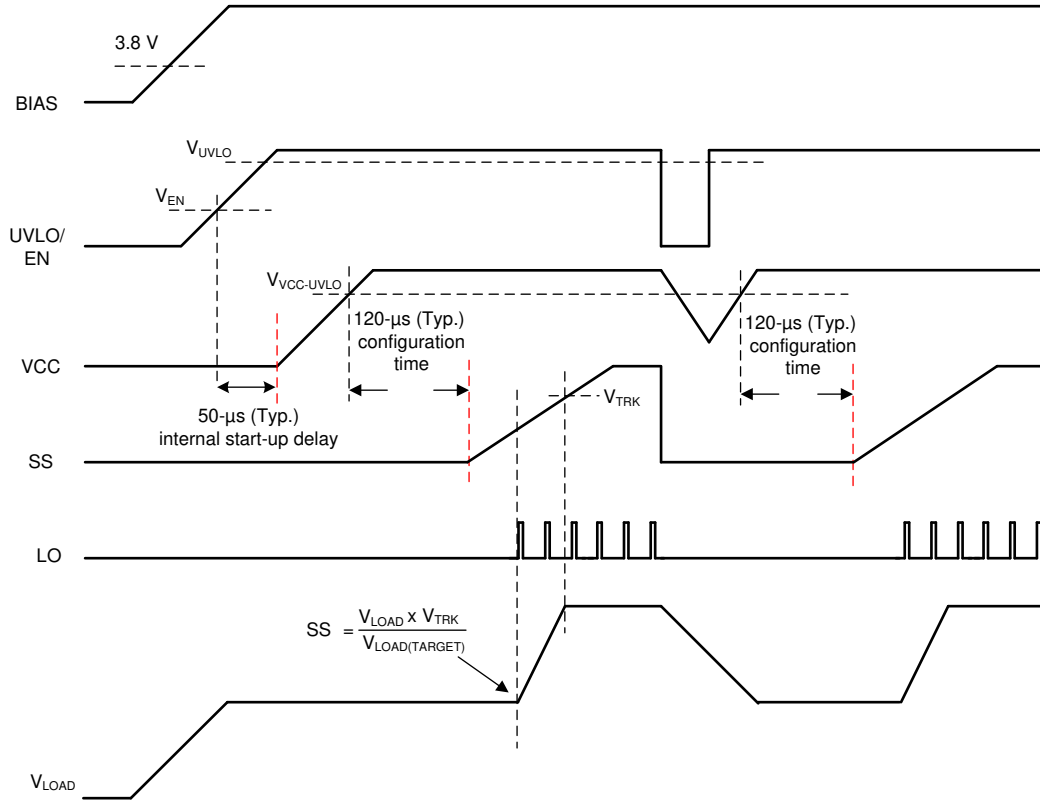 3.8 V
BIAS
V_UVLO
V_EN
UVLO/
EN
V_VCC-UVLO
120-µs (Typ.)
configuration
time
120-µs (Typ.)
configuration
time
VCC
50-µs (Typ.)
internal start-up delay
V_TRK
SS
LO
SS = V_LOAD x V_TRK
V_LOAD(TARGET)
V_LOAD